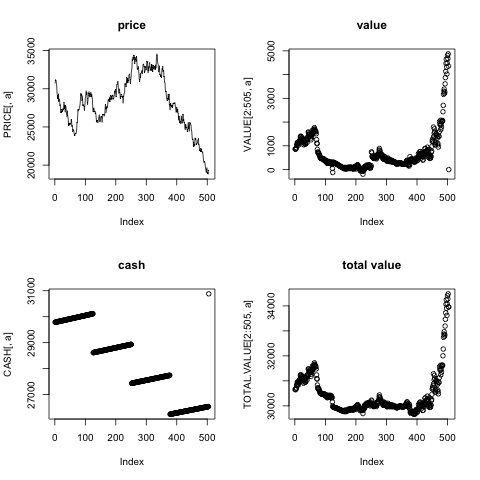 price
PRICE[, a]
20000 25000 30000 35000
0 100 200 300 400 500
Index
value
VALUE[2:505, a]
0 1000 3000 5000
0 100 200 300 400 500
Index
cash
CASH[, a]
27000 29000 31000
0 100 200 300 400 500
Index
total value
TOTAL.VALUE[2:505, a]
30000 32000 34000
0 100 200 300 400 500
Index